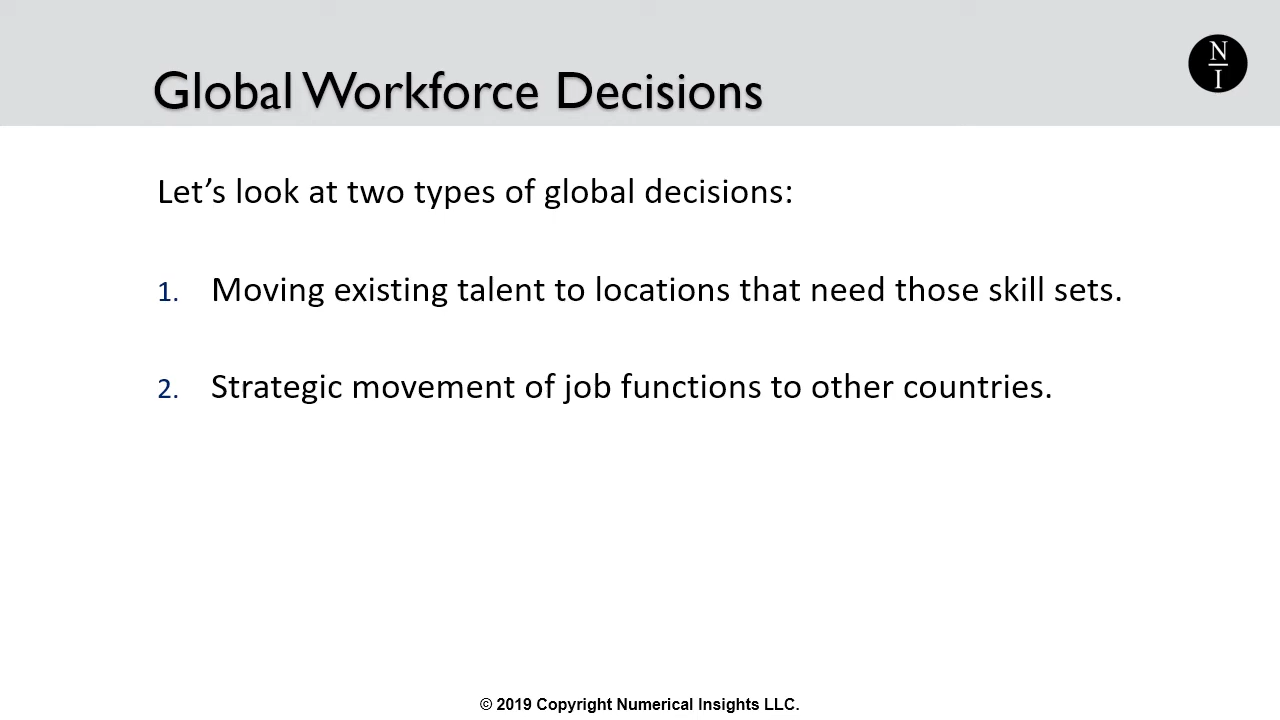 Global Workforce Decisions
N
I
Let’s look at two types of global decisions:
1. Moving existing talent to locations that need those skill sets.
2. Strategic movement of job functions to other countries.
© 2019 Copyright Numerical Insights LLC.